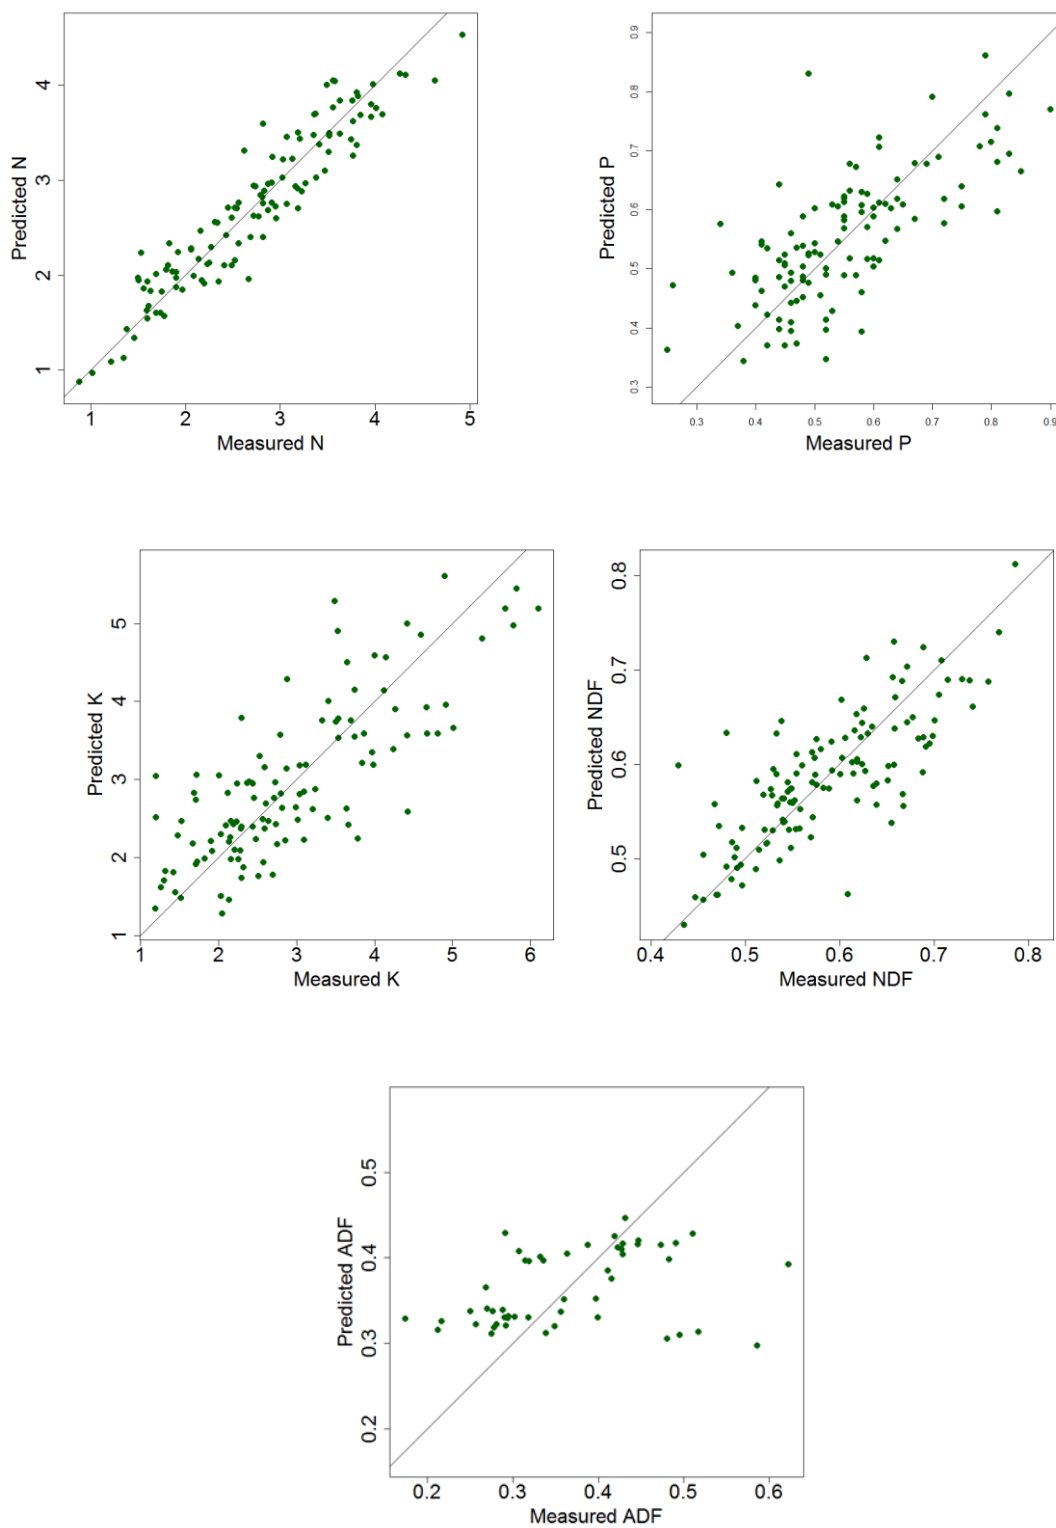 Predicted N
4
3
2
1
1 2 3 4 5
Measured N
Predicted P
0.9
0.8
0.7
0.6
0.5
0.4
0.3
0.3 0.4 0.5 0.6 0.7 0.8 0.9
Measured P
Predicted K
5
4
3
2
1
1 2 3 4 5 6
Measured K
Predicted NDF
0.8
0.7
0.6
0.5
0.4 0.5 0.6 0.7 0.8
Measured NDF
Predicted ADF
0.5
0.4
0.3
0.2
0.2 0.3 0.4 0.5 0.6
Measured ADF